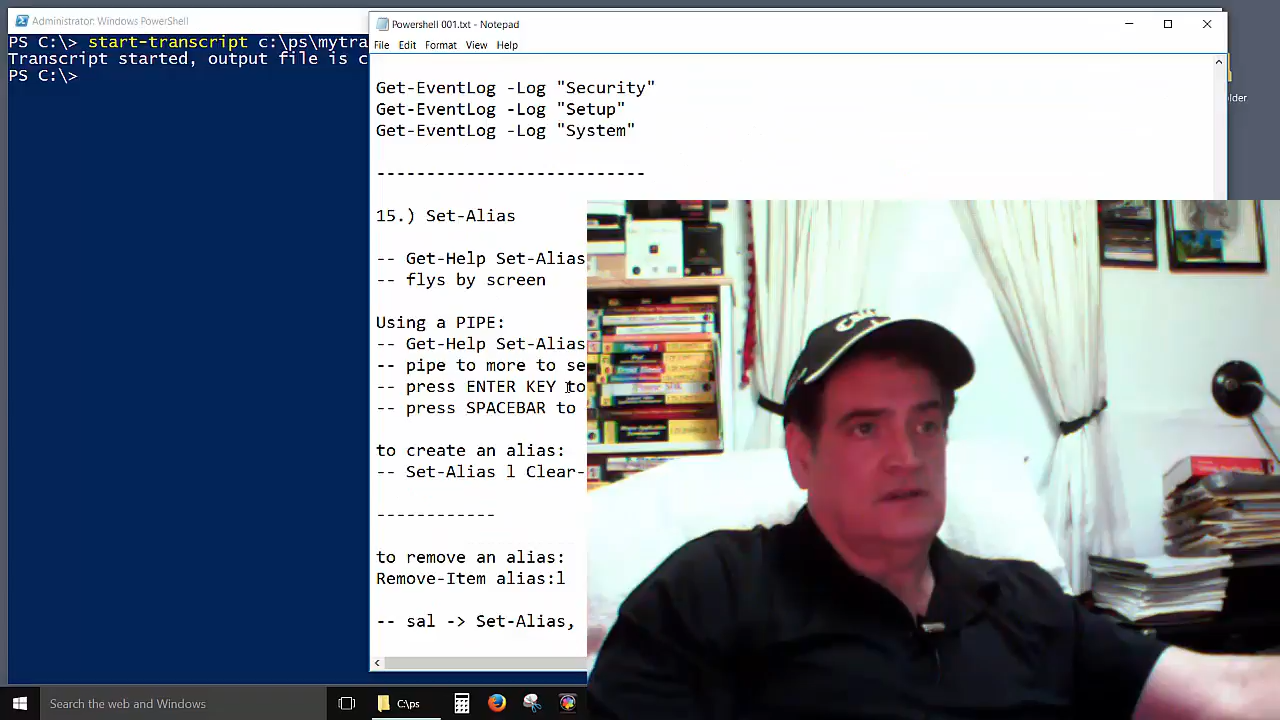 Administrator: Windows PowerShell
PS C:\> start-transcript c:\ps\mytra
Transcript started, output file is c
PS C:\>
Powershell 001.txt - Notepad
File Edit Format View Help
Get-EventLog -Log "Security"
Get-EventLog -Log "Setup"
Get-EventLog -Log "System"
---------------------------
15.) Set-Alias
-- Get-Help Set-Alias
-- flys by screen
Using a PIPE:
-- Get-Help Set-Alias
-- pipe to more to se
-- press ENTER KEY to
-- press SPACEBAR to
to create an alias:
-- Set-Alias l Clear-
------------
to remove an alias:
Remove-Item alias:l
-- sal -> Set-Alias,
older
Search the web and Windows
C:\ps